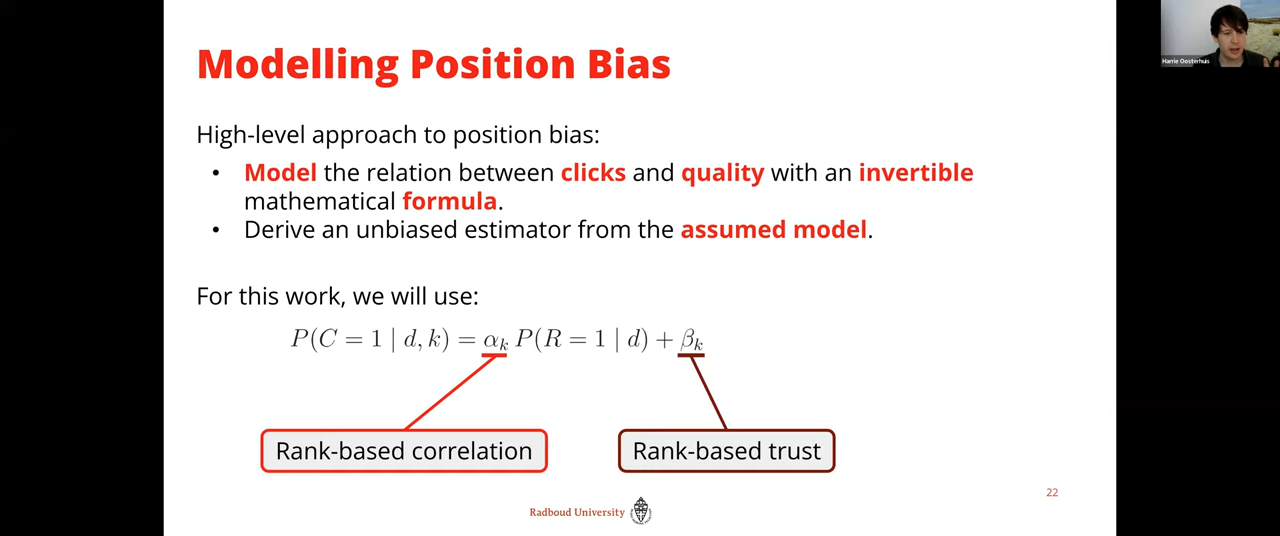 Modelling Position Bias
Harrie Oosterhuis
High-level approach to position bias:
• Model the relation between clicks and quality with an invertible
mathematical formula.
• Derive an unbiased estimator from the assumed model.
For this work, we will use:
P(C = 1 | d, k) = αₖ P(R = 1 | d) + βₖ
Rank-based correlation
Rank-based trust
22
Radboud University